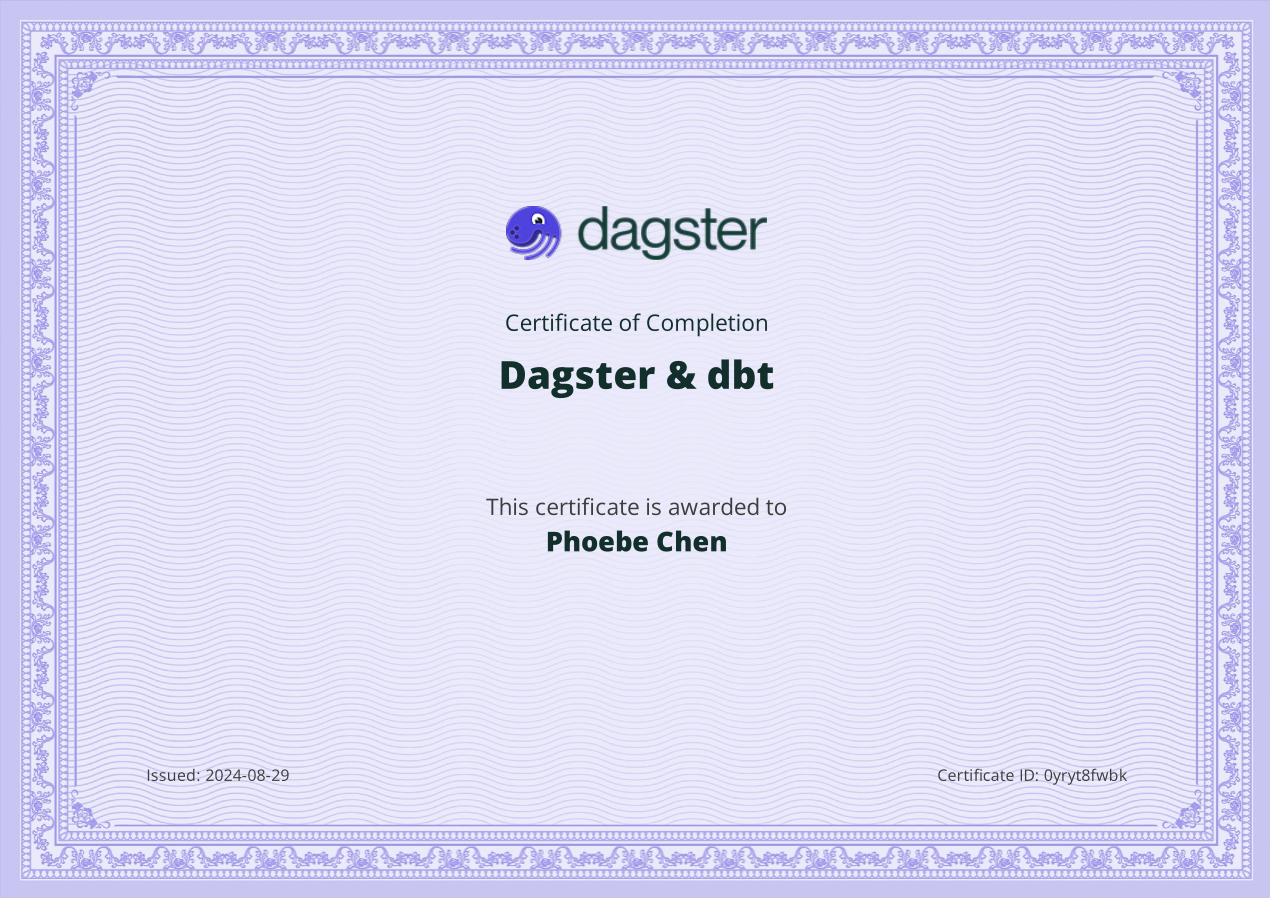 dagster
Certificate of Completion
Dagster & dbt
This certificate is awarded to
Phoebe Chen
Issued: 2024-08-29
Certificate ID: 0yryt8fwbk